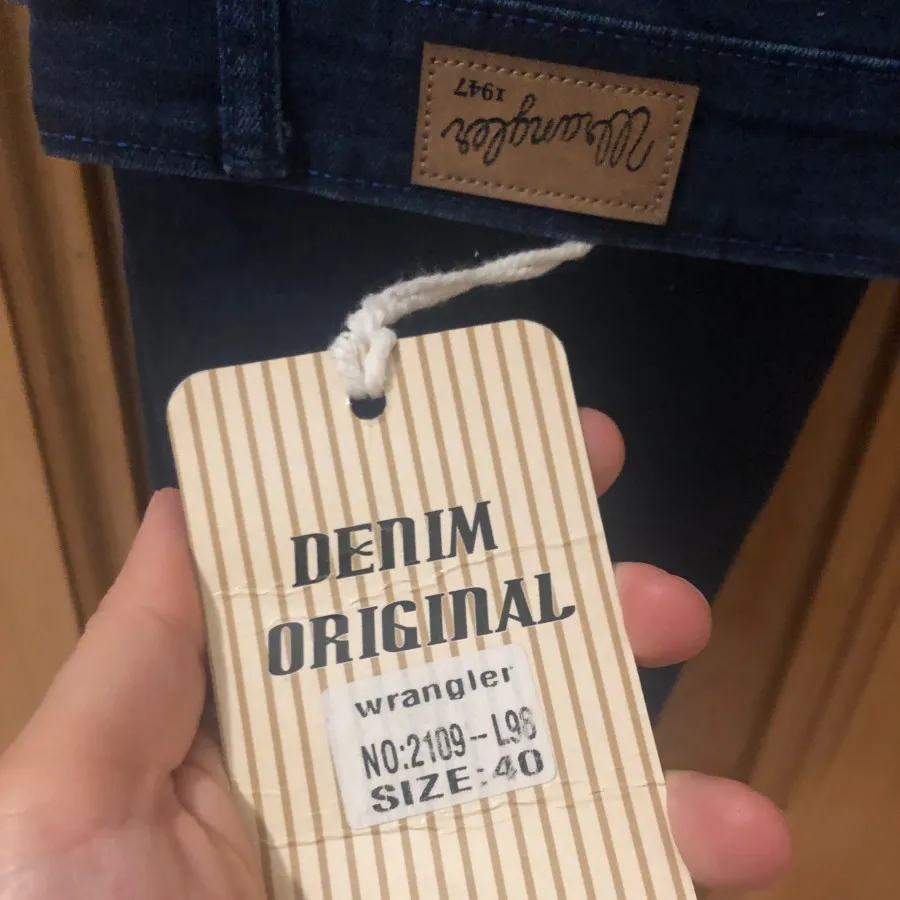 Wrangler
1947
DENIM
ORIGINAL
wrangler
NO:2109--L98
SIZE:40